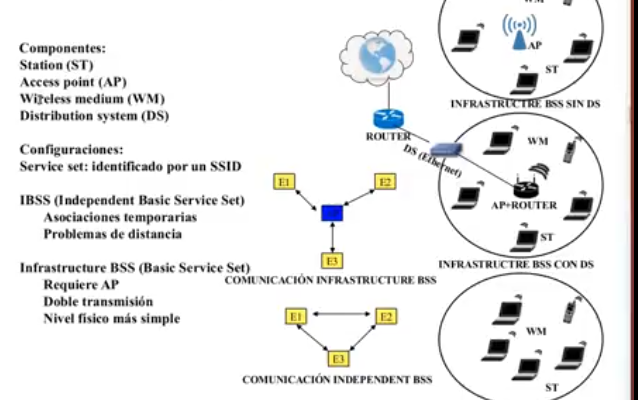 Componentes:
Station (ST)
Access point (AP)
Wireless medium (WM)
Distribution system (DS)
Configuraciones:
Service set: identificado por un SSID
IBSS (Independent Basic Service Set)
Asociaciones temporarias
Problemas de distancia
Infrastructure BSS (Basic Service Set)
Requiere AP
Doble transmisión
Nivel físico más simple
ROUTER
DS (Ethernet)
E1
E2
E3
COMUNICACIÓN INFRASTRUCTURE BSS
E1
E2
E3
COMUNICACIÓN INDEPENDENT BSS
WM
AP
ST
INFRASTRUCTRE BSS SIN DS
WM
AP+ROUTER
ST
INFRASTRUCTRE BSS CON DS
WM
ST